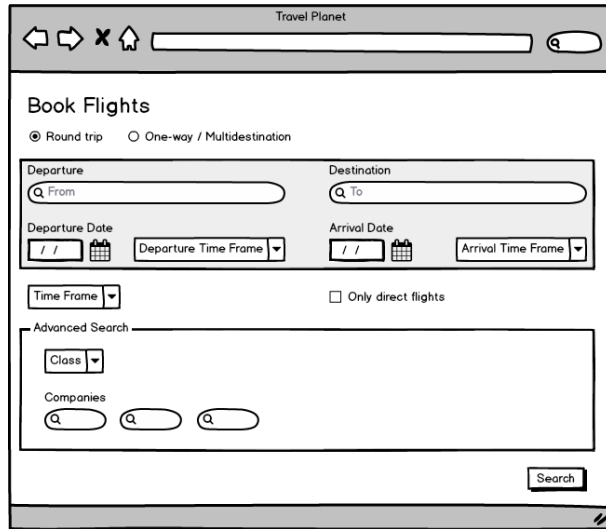 Travel Planet
Book Flights
Round trip One-way / Multidestination
Departure Destination
From To
Departure Date Arrival Date
/ / Departure Time Frame / / Arrival Time Frame
Time Frame Only direct flights
Advanced Search
Class
Companies
Search